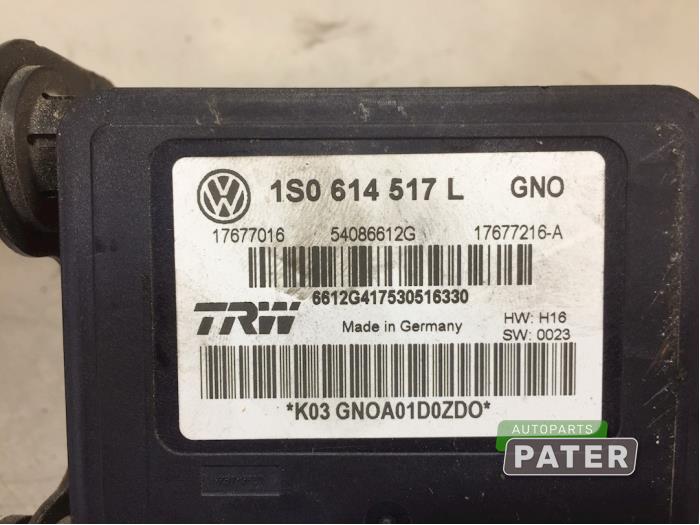 1S0 614 517 L GNO
17677016 54086612G 17677216-A
6612G417530516330
TRW Made in Germany HW: H16
SW: 0023
*K03 GNOA01D0ZDO*
AUTOPARTS
PATER